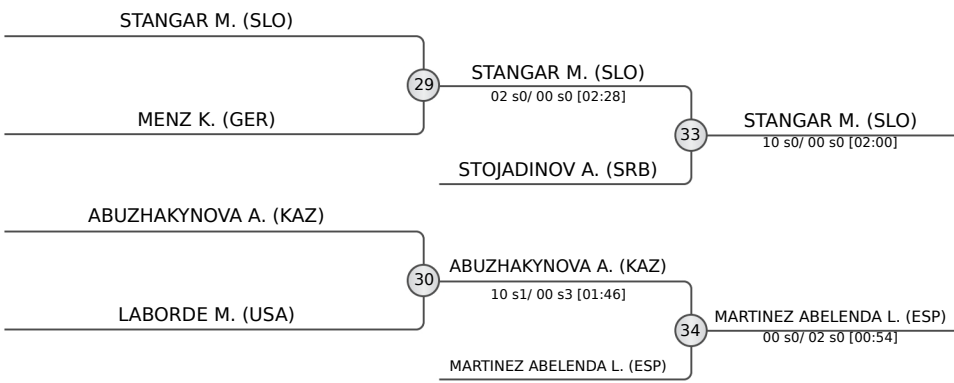 STANGAR M. (SLO)
29
STANGAR M. (SLO)
02 s0/ 00 s0 [02:28]
MENZ K. (GER)
33
STANGAR M. (SLO)
10 s0/ 00 s0 [02:00]
STOJADINOV A. (SRB)
ABUZHAKYNOVA A. (KAZ)
30
ABUZHAKYNOVA A. (KAZ)
10 s1/ 00 s3 [01:46]
LABORDE M. (USA)
34
MARTINEZ ABELENDA L. (ESP)
00 s0/ 02 s0 [00:54]
MARTINEZ ABELENDA L. (ESP)